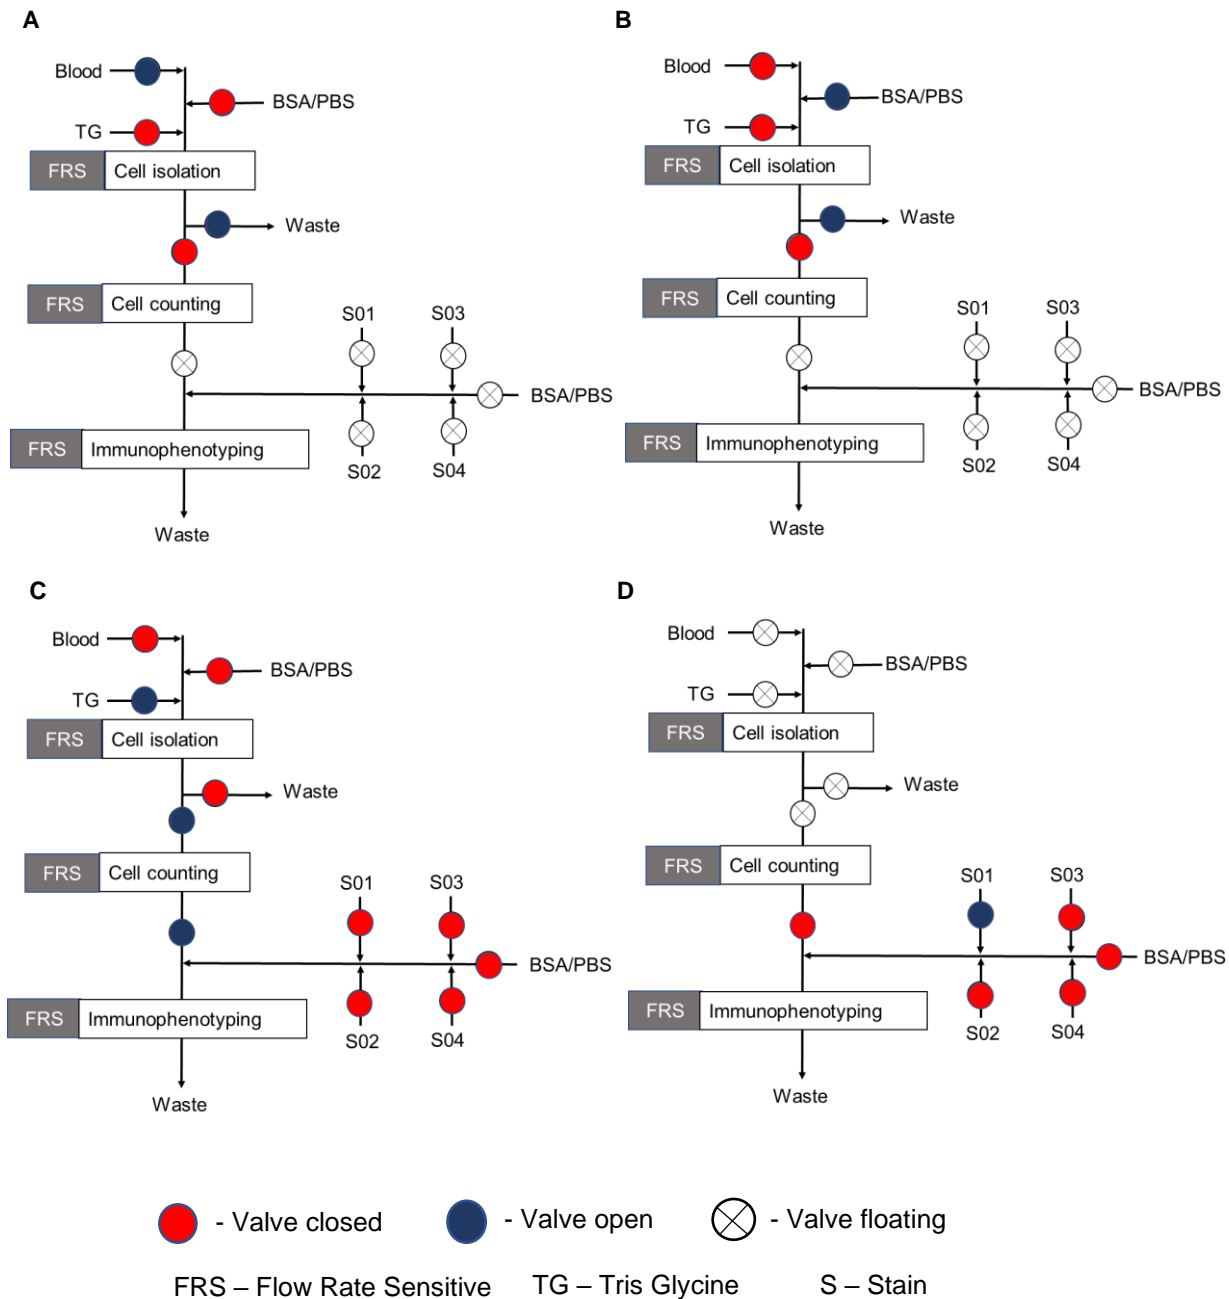 A
Blood
BSA/PBS
TG
FRS Cell isolation
Waste
FRS Cell counting
S01 S03
BSA/PBS
FRS Immunophenotyping
S02 S04
Waste
B
Blood
BSA/PBS
TG
FRS Cell isolation
Waste
FRS Cell counting
S01 S03
BSA/PBS
FRS Immunophenotyping
S02 S04
Waste
C
Blood
BSA/PBS
TG
FRS Cell isolation
Waste
FRS Cell counting
S01 S03
BSA/PBS
FRS Immunophenotyping
S02 S04
Waste
D
Blood
BSA/PBS
TG
FRS Cell isolation
Waste
FRS Cell counting
S01 S03
BSA/PBS
FRS Immunophenotyping
S02 S04
Waste
- Valve closed - Valve open - Valve floating
FRS – Flow Rate Sensitive TG – Tris Glycine S – Stain